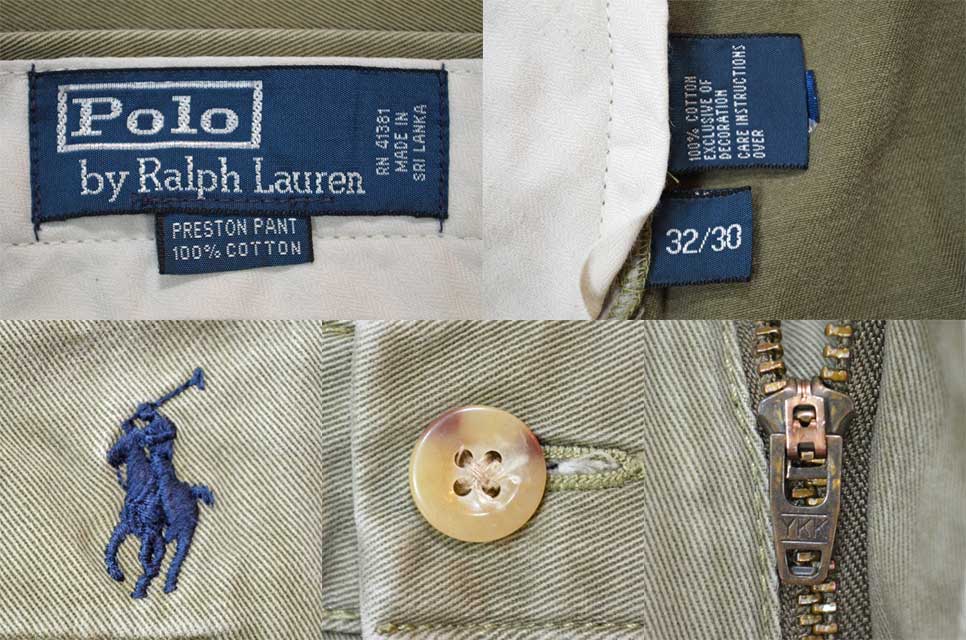 Polo
by Ralph Lauren
RN 41381
MADE IN
SRI LANKA
PRESTON PANT
100% COTTON
100% COTTON
EXCLUSIVE OF
DECORATION
CARE INSTRUCTIONS
OVER
32/30
YKK